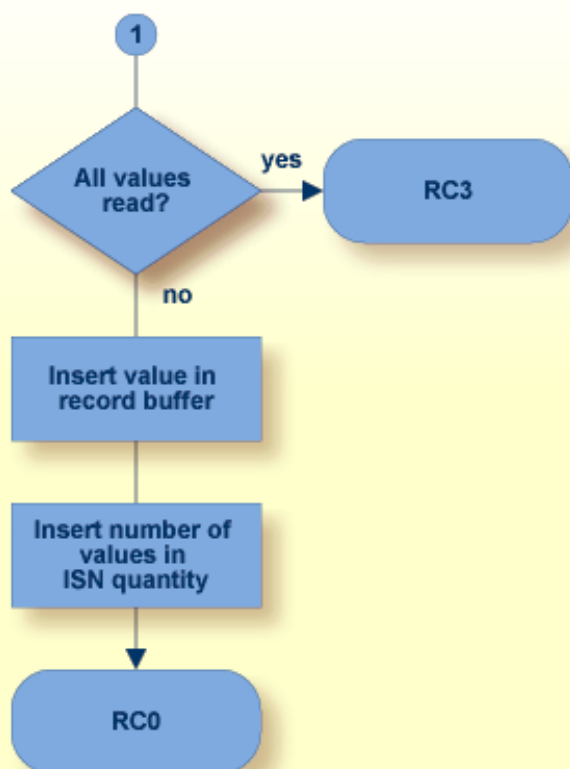 1
All values
read?
yes
RC3
no
Insert value in
record buffer
Insert number of
values in
ISN quantity
RC0